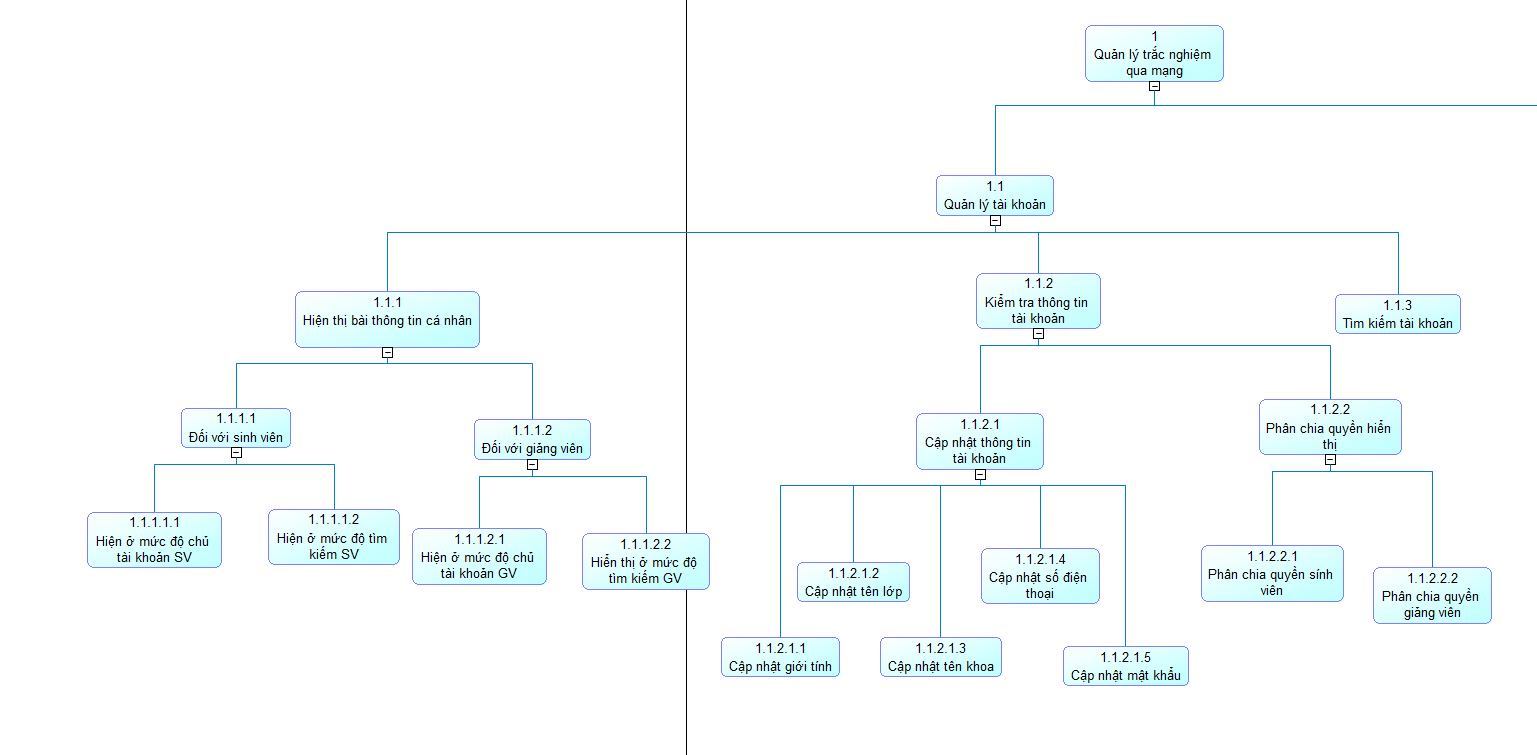 1
Quản lý trắc nghiệm
qua mạng
1.1
Quản lý tài khoản
1.1.1
Hiện thị bài thông tin cá nhân
1.1.2
Kiểm tra thông tin
tài khoản
1.1.3
Tìm kiếm tài khoản
1.1.1.1
Đối với sinh viên
1.1.1.2
Đối với giảng viên
1.1.2.1
Cập nhật thông tin
tài khoản
1.1.2.2
Phân chia quyền hiển
thị
1.1.1.1.1
Hiện ở mức độ chủ
tài khoản SV
1.1.1.1.2
Hiện ở mức độ tìm
kiếm SV
1.1.1.2.1
Hiện ở mức độ chủ
tài khoản GV
1.1.1.2.2
Hiển thị ở mức độ
tìm kiếm GV
1.1.2.1.1
Cập nhật giới tính
1.1.2.1.2
Cập nhật tên lớp
1.1.2.1.3
Cập nhật tên khoa
1.1.2.1.4
Cập nhật số điện
thoại
1.1.2.1.5
Cập nhật mật khẩu
1.1.2.2.1
Phân chia quyền sính
viên
1.1.2.2.2
Phân chia quyền
giảng viên